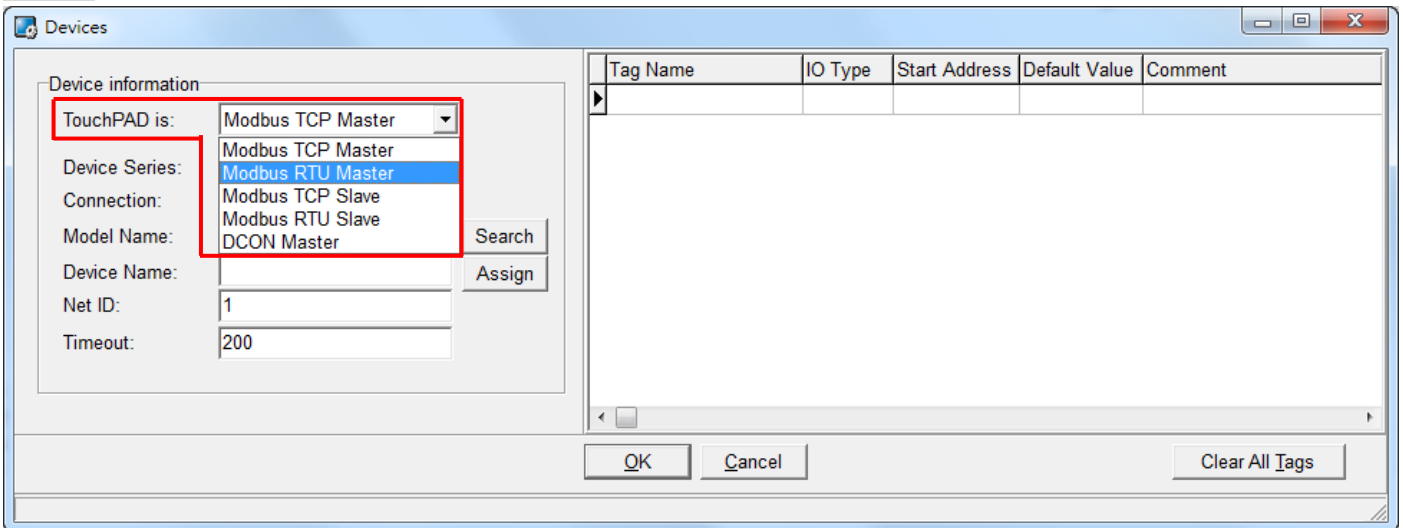 Devices
Device information
TouchPAD is: Modbus TCP Master
Modbus TCP Master
Modbus RTU Master
Modbus TCP Slave
Modbus RTU Slave
DCON Master
Device Series:
Connection:
Model Name: Search
Device Name: Assign
Net ID: 1
Timeout: 200
Tag Name IO Type Start Address Default Value Comment
OK Cancel Clear All Tags